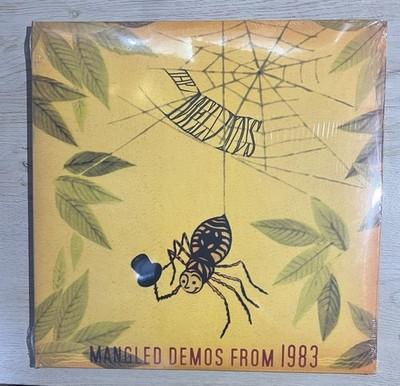 THE
MELVINS
MANGLED DEMOS FROM 1983